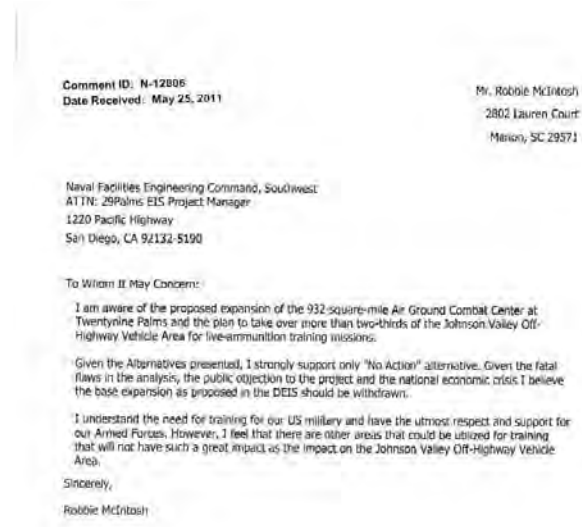 Comment ID: N-12806
Date Received: May 25, 2011
Mr. Robbie McIntosh
2802 Lauren Court
Marion, SC 29571
Naval Facilities Engineering Command, Southwest
ATTN: 29Palms EIS Project Manager
1220 Pacific Highway
San Diego, CA 92132-5190
To Whom It May Concern:
I am aware of the proposed expansion of the 932-square-mile Air Ground Combat Center at
Twentynine Palms and the plan to take over more than two-thirds of the Johnson Valley Off-
Highway Vehicle Area for live-ammunition training missions.
Given the Alternatives presented, I strongly support only "No Action" alternative. Given the fatal
flaws in the analysis, the public objection to the project and the national economic crisis I believe
the base expansion as proposed in the DEIS should be withdrawn.
I understand the need for training for our US military and have the utmost respect and support for
our Armed Forces. However, I feel that there are other areas that could be utilized for training
that will not have such a great impact as the impact on the Johnson Valley Off-Highway Vehicle
Area.
Sincerely,
Robbie McIntosh